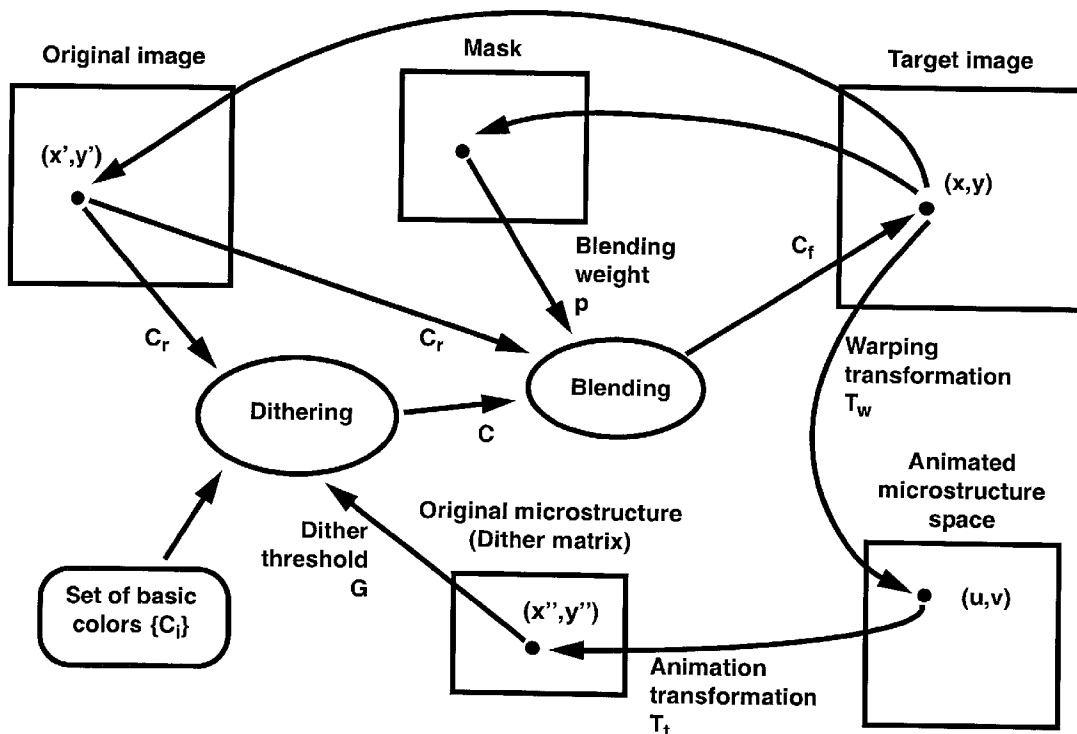 Original image
Mask
Target image
(x',y')
(x,y)
Blending
weight
p
C_f
C_r
C_r
Warping
transformation
T_w
Dithering
Blending
C
Animated
microstructure
space
Original microstructure
(Dither matrix)
Dither
threshold
G
Set of basic
colors {C_i}
(x'',y'')
(u,v)
Animation
transformation
T_t